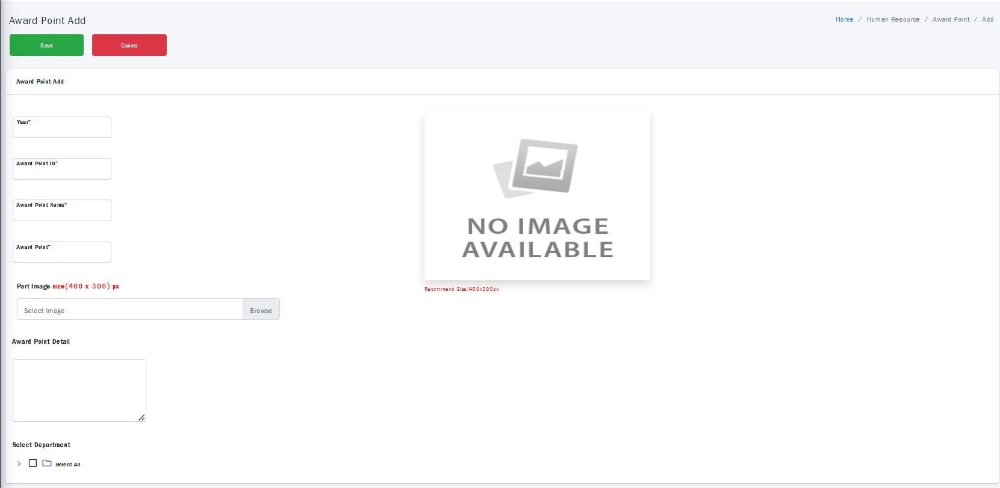 Award Point Add
Home / Human Resource / Award Point / Add
Save
Cancel
Award Point Add
Year*
Award Point ID*
Award Point Name*
Award Point*
Part Image size(400 x 300) px
Select Image
Browse
NO IMAGE
AVAILABLE
Recommend Size:400x300px
Award Point Detail
Select Department
Select All